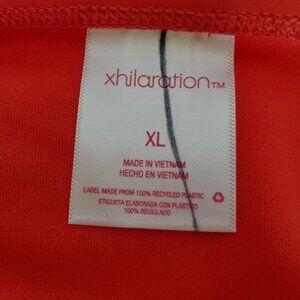 xhilaration™
XL
MADE IN VIETNAM
HECHO EN VIETNAM
LABEL MADE FROM 100% RECYCLED PLASTIC
ETIQUETA ELABORADA CON PLÁSTICO
100% RECICLADO